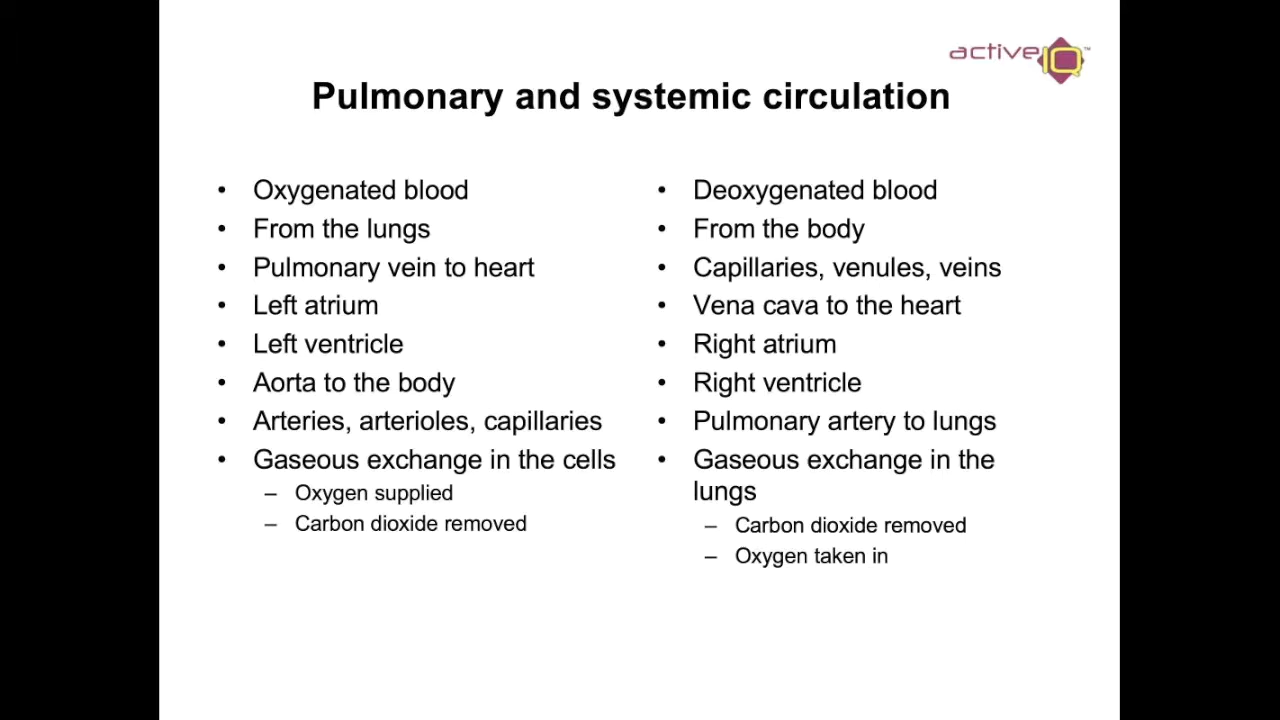 active IQ™
Pulmonary and systemic circulation
• Oxygenated blood
• From the lungs
• Pulmonary vein to heart
• Left atrium
• Left ventricle
• Aorta to the body
• Arteries, arterioles, capillaries
• Gaseous exchange in the cells
– Oxygen supplied
– Carbon dioxide removed
• Deoxygenated blood
• From the body
• Capillaries, venules, veins
• Vena cava to the heart
• Right atrium
• Right ventricle
• Pulmonary artery to lungs
• Gaseous exchange in the
lungs
– Carbon dioxide removed
– Oxygen taken in